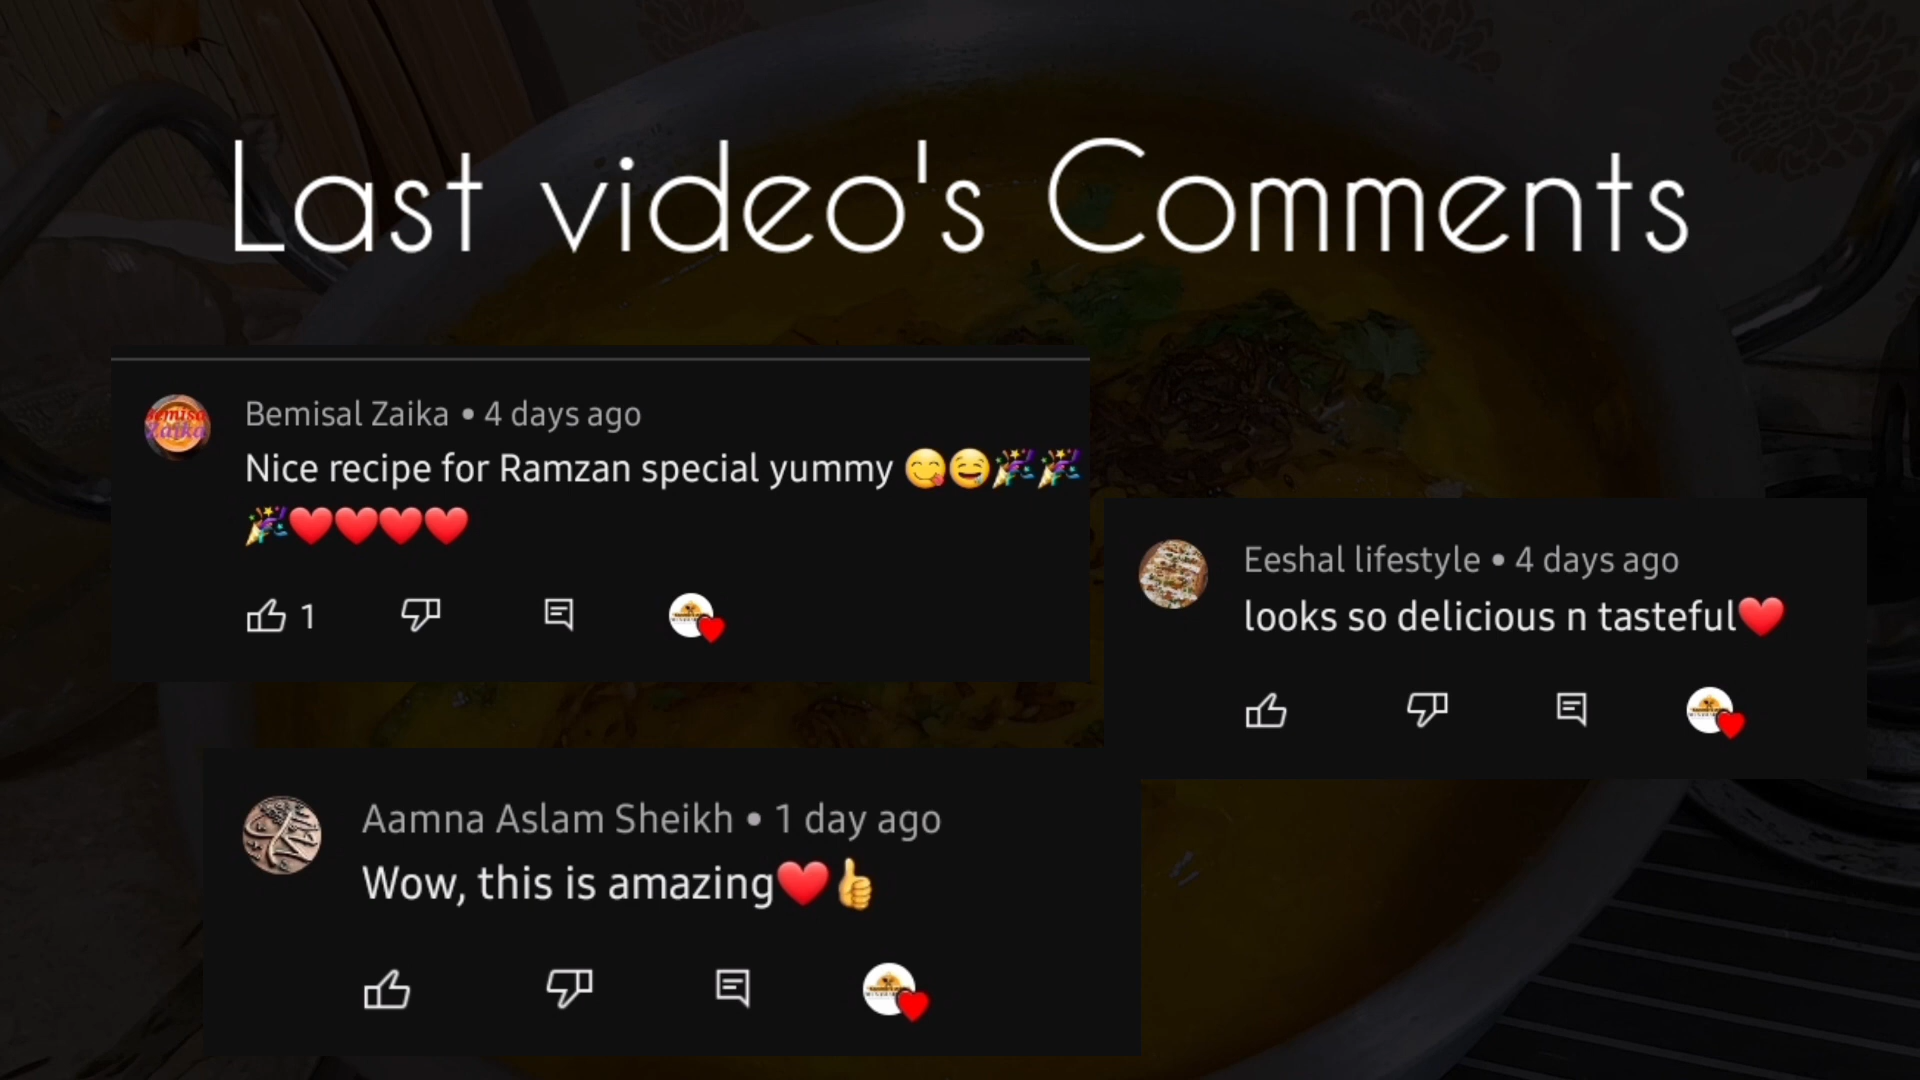 Last video's Comments
Bemisal Zaika • 4 days ago
Nice recipe for Ramzan special yummy 😋🤤🎉🎉
🎉❤️❤️❤️❤️
1
Eeshal lifestyle • 4 days ago
looks so delicious n tasteful❤️
Aamna Aslam Sheikh • 1 day ago
Wow, this is amazing❤️👍